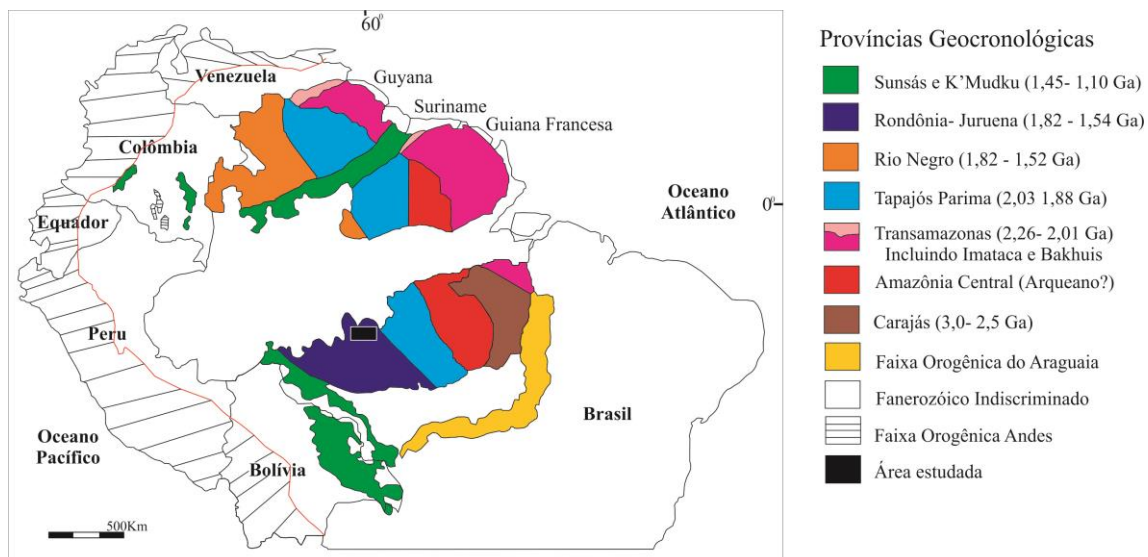 60⁰
Venezuela
Guyana
Suriname
Guiana Francesa
Colômbia
Equador
Oceano
Atlântico
0⁰
Peru
Brasil
Oceano
Pacífico
Bolívia
500Km
Províncias Geocronológicas
Sunsás e K'Mudku (1,45- 1,10 Ga)
Rondônia- Juruena (1,82 - 1,54 Ga)
Rio Negro (1,82 - 1,52 Ga)
Tapajós Parima (2,03 1,88 Ga)
Transamazonas (2,26- 2,01 Ga)
Incluindo Imataca e Bakhuis
Amazônia Central (Arqueano?)
Carajás (3,0- 2,5 Ga)
Faixa Orogênica do Araguaia
Fanerozóico Indiscriminado
Faixa Orogênica Andes
Área estudada